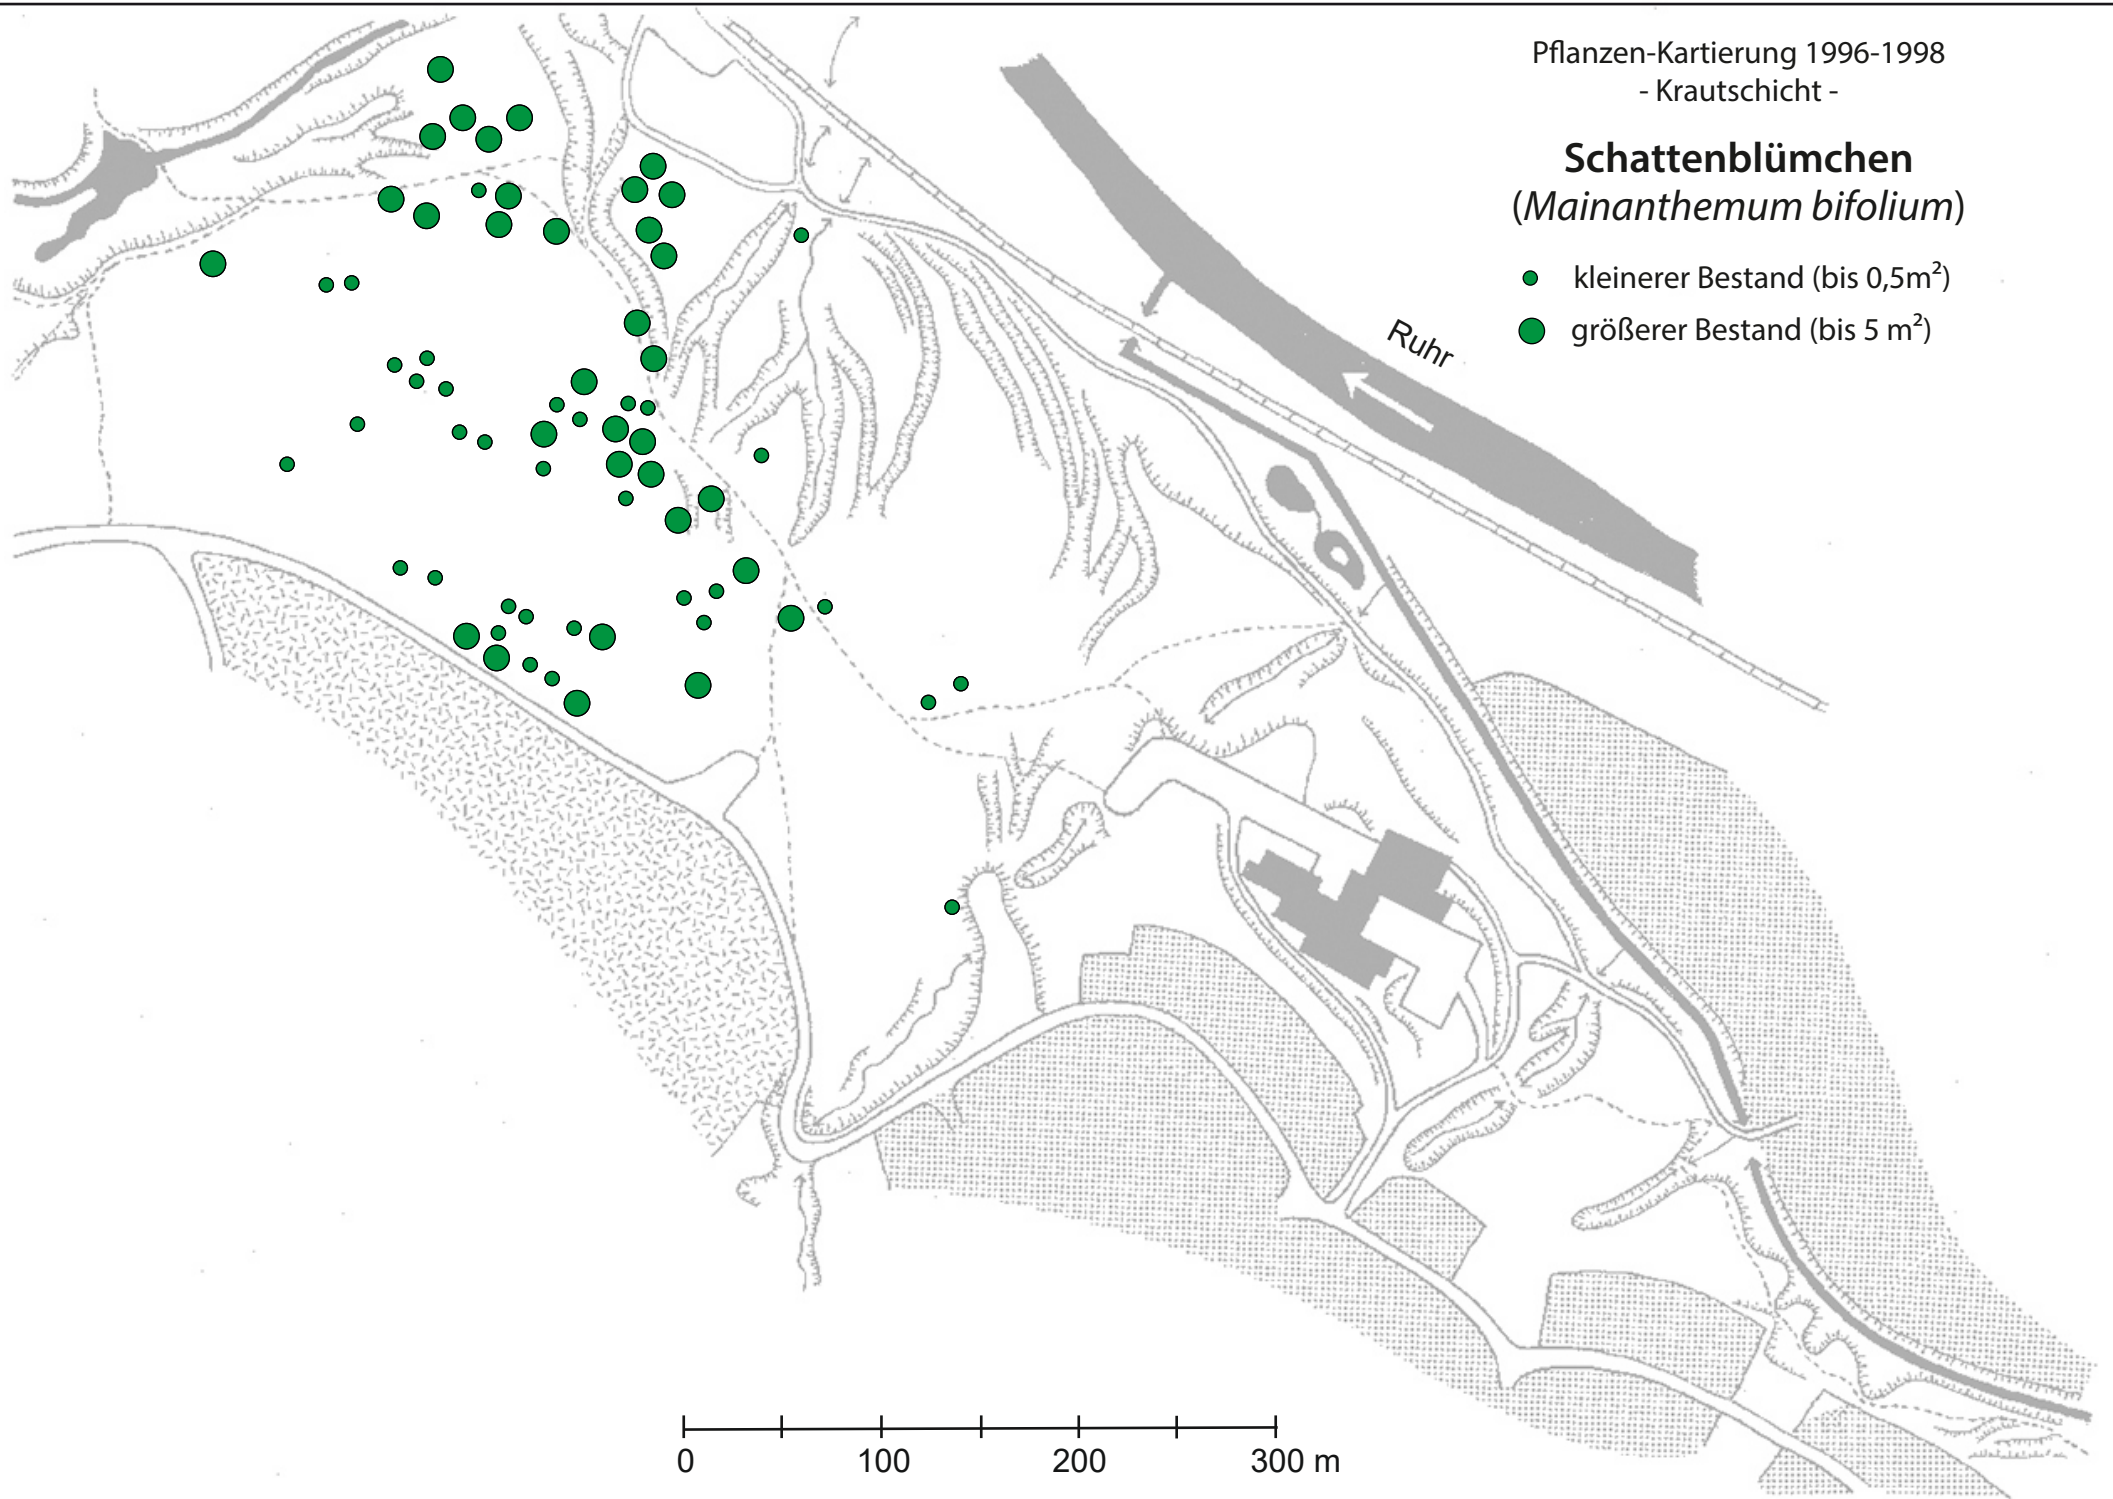 Pflanzen-Kartierung 1996-1998
- Krautschicht -
Schattenblümchen
(Mainanthemum bifolium)
kleinerer Bestand (bis 0,5m²)
größerer Bestand (bis 5 m²)
Ruhr
0 100 200 300 m